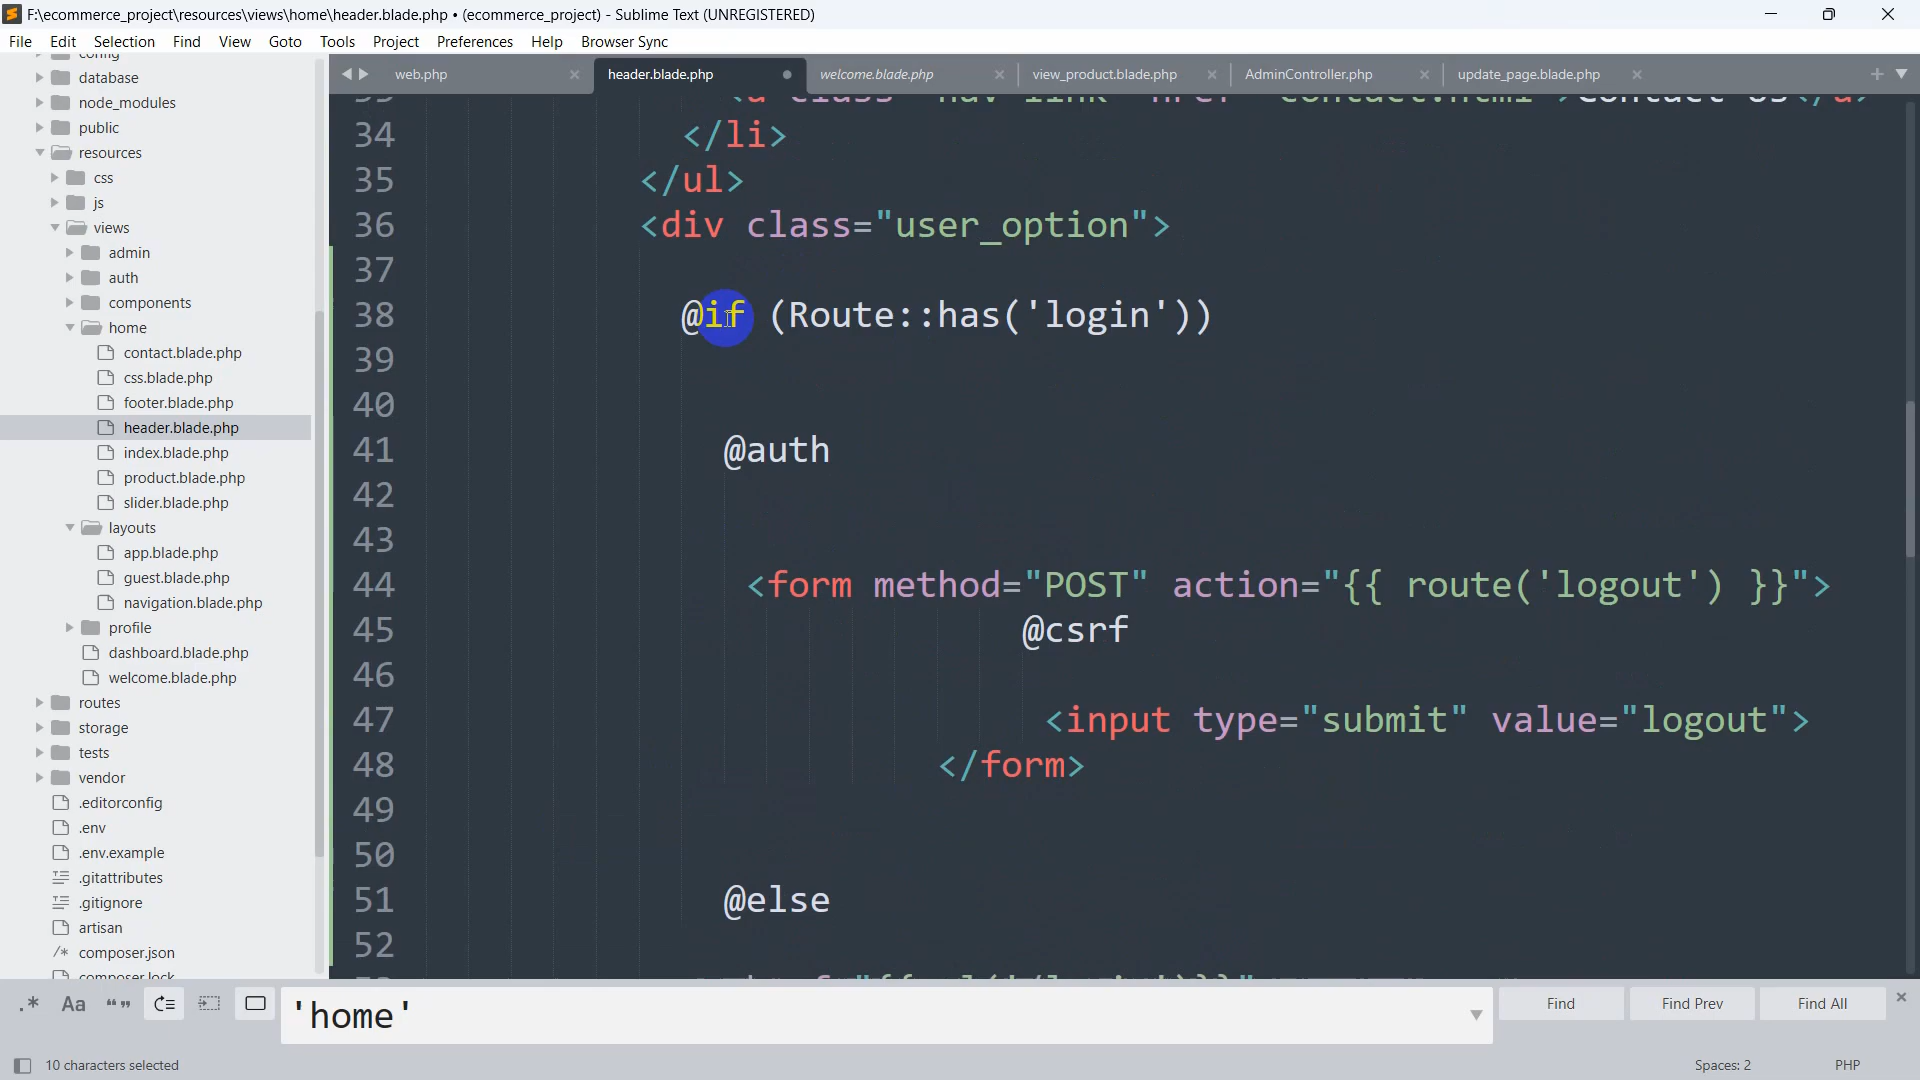 F:\ecommerce_project\resources\views\home\header.blade.php • (ecommerce_project) - Sublime Text (UNREGISTERED)
File Edit Selection Find View Goto Tools Project Preferences Help Browser Sync
config
database
node_modules
public
resources
css
js
views
admin
auth
components
home
contact.blade.php
css.blade.php
footer.blade.php
header.blade.php
index.blade.php
product.blade.php
slider.blade.php
layouts
app.blade.php
guest.blade.php
navigation.blade.php
profile
dashboard.blade.php
welcome.blade.php
routes
storage
tests
vendor
.editorconfig
.env
.env.example
.gitattributes
.gitignore
artisan
composer.json
composer.lock
web.php header.blade.php welcome.blade.php view_product.blade.php AdminController.php update_page.blade.php
34 </li>
35 </ul>
36 <div class="user_option">
37
38 @if (Route::has('login'))
39
40
41 @auth
42
43
44 <form method="POST" action="{{ route('logout') }}">
45 @csrf
46
47 <input type="submit" value="logout">
48 </form>
49
50
51 @else
52
.* Aa “” 'home' Find Find Prev Find All
10 characters selected Spaces: 2 PHP